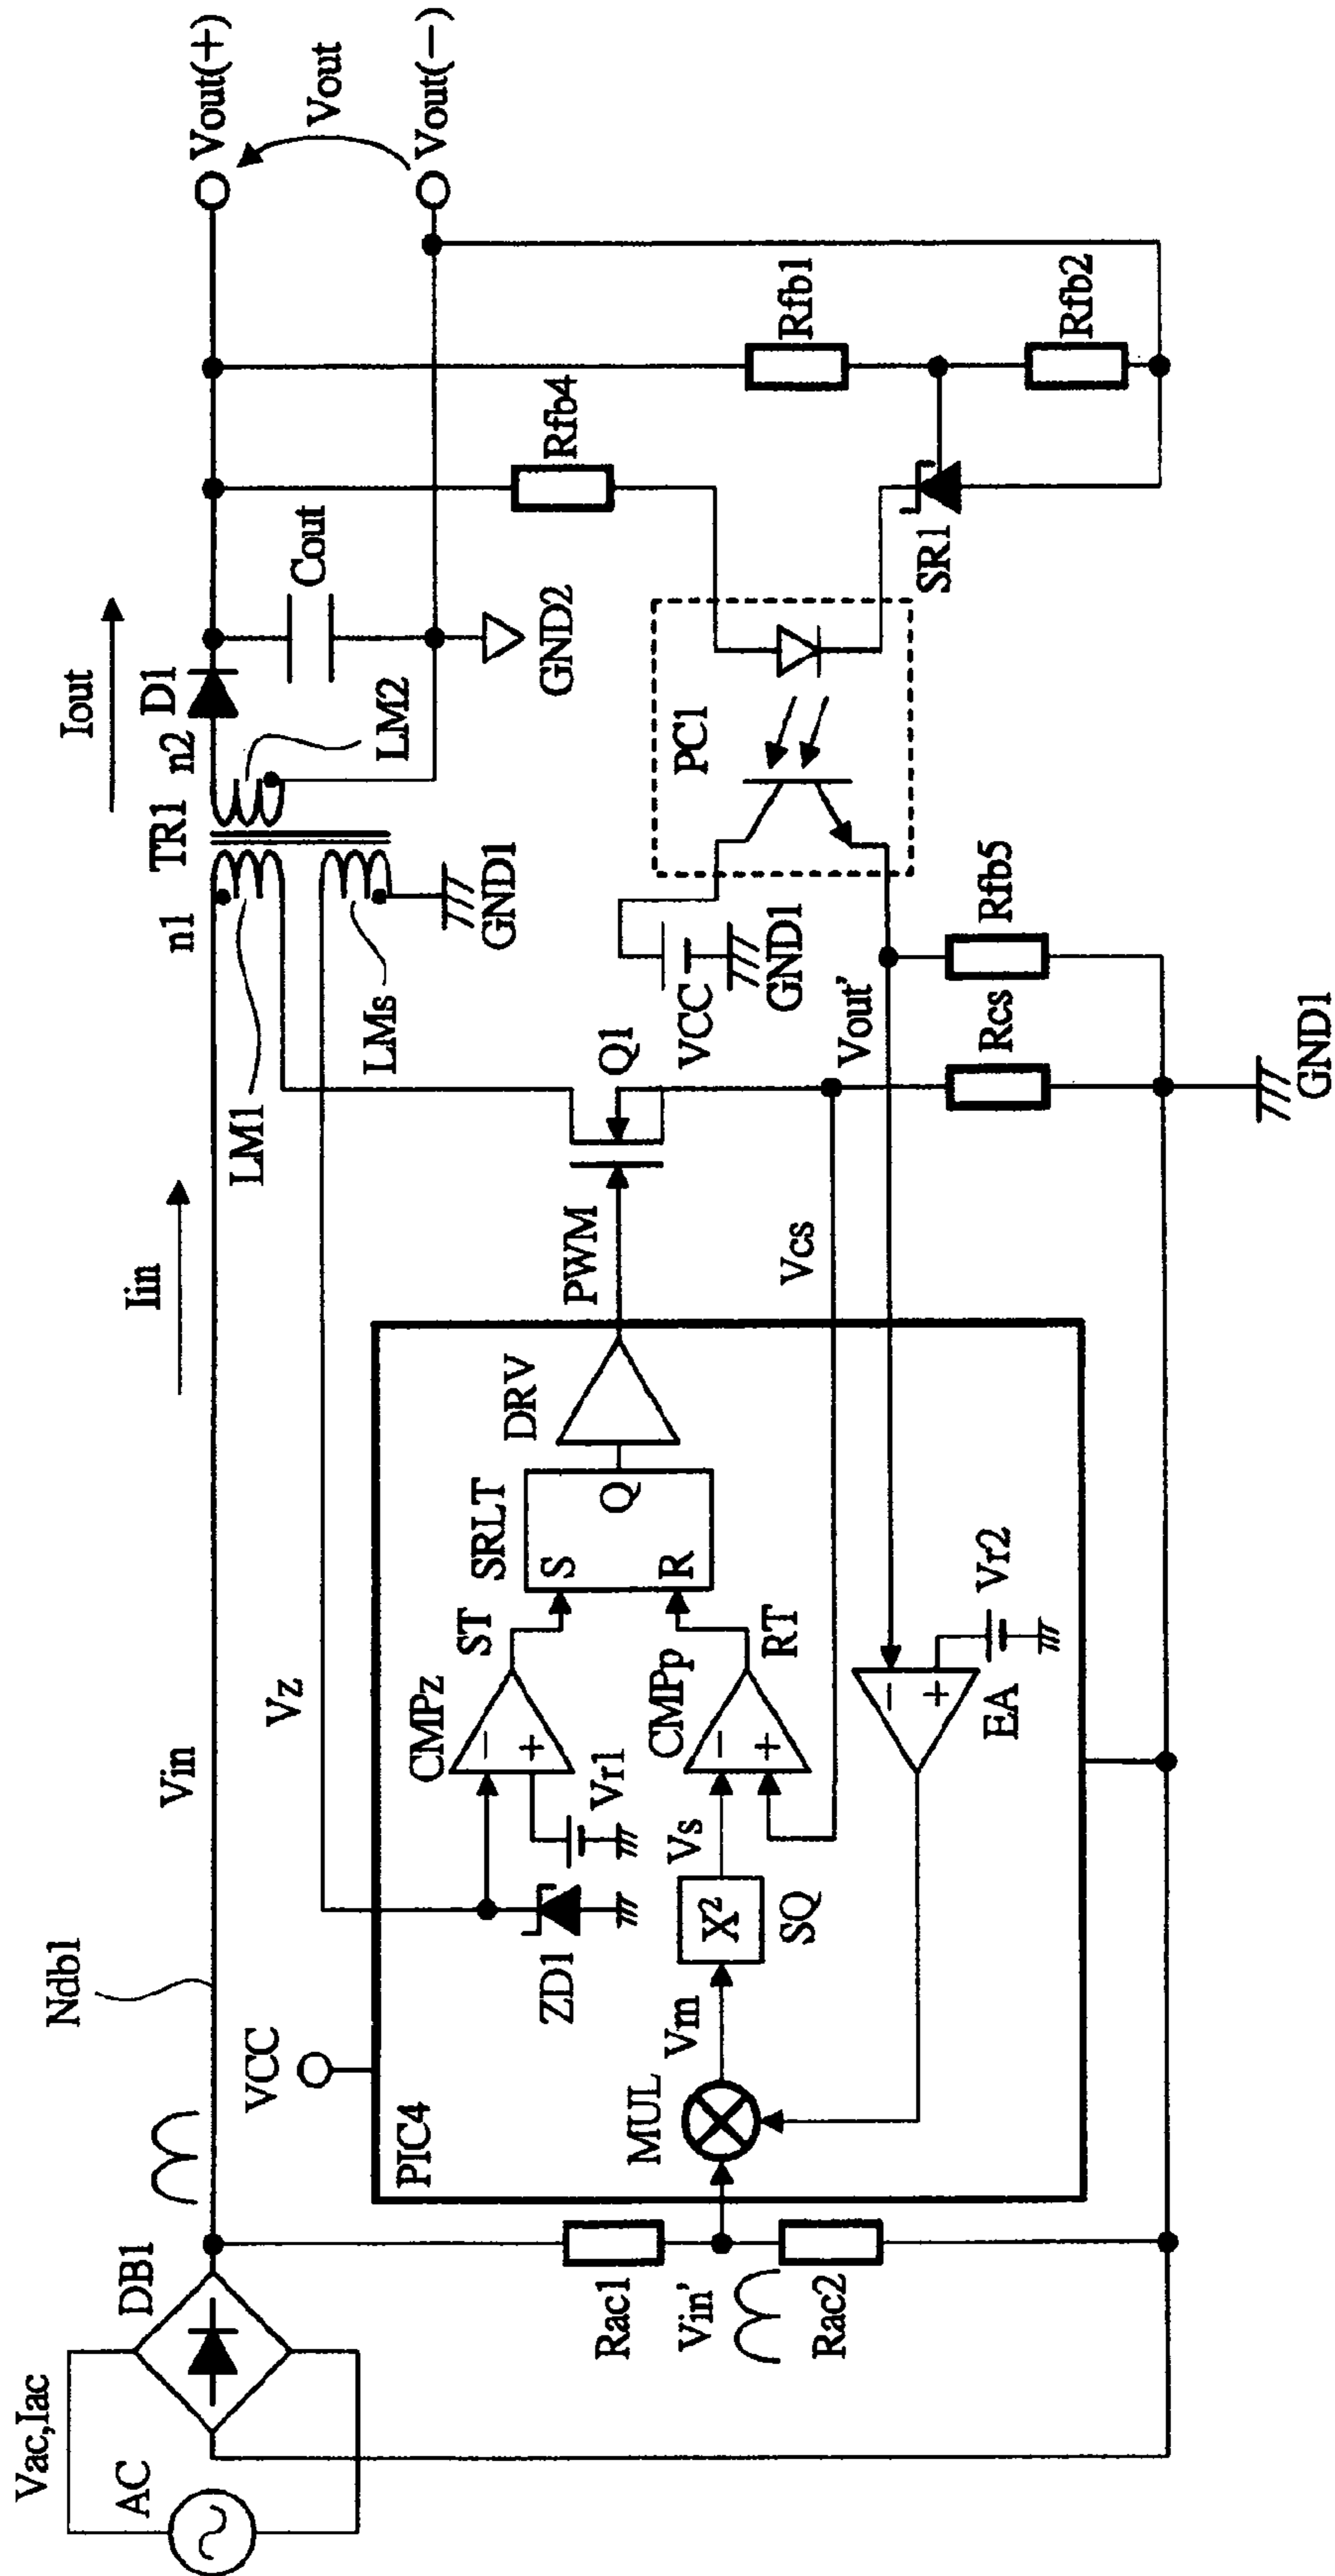 Vac,Iac
AC
DB1
Ndb1
Vin
Iin
Iout
TR1
n1
n2
D1
LM1
LM2
LMs
GND1
Cout
GND2
Vout(+)
Vout
Vout(−)
VCC
PIC4
Vz
CMPz
−
+
Vr1
ZD1
ST
SRLT
S
Q
R
DRV
PWM
Q1
Rfb4
Rfb1
Rfb2
SR1
PC1
VCC
GND1
Rac1
Vin'
Rac2
MUL
Vm
X²
SQ
Vs
CMPp
−
+
RT
Vcs
EA
−
+
Vr2
Vout'
Rcs
Rfb5
GND1